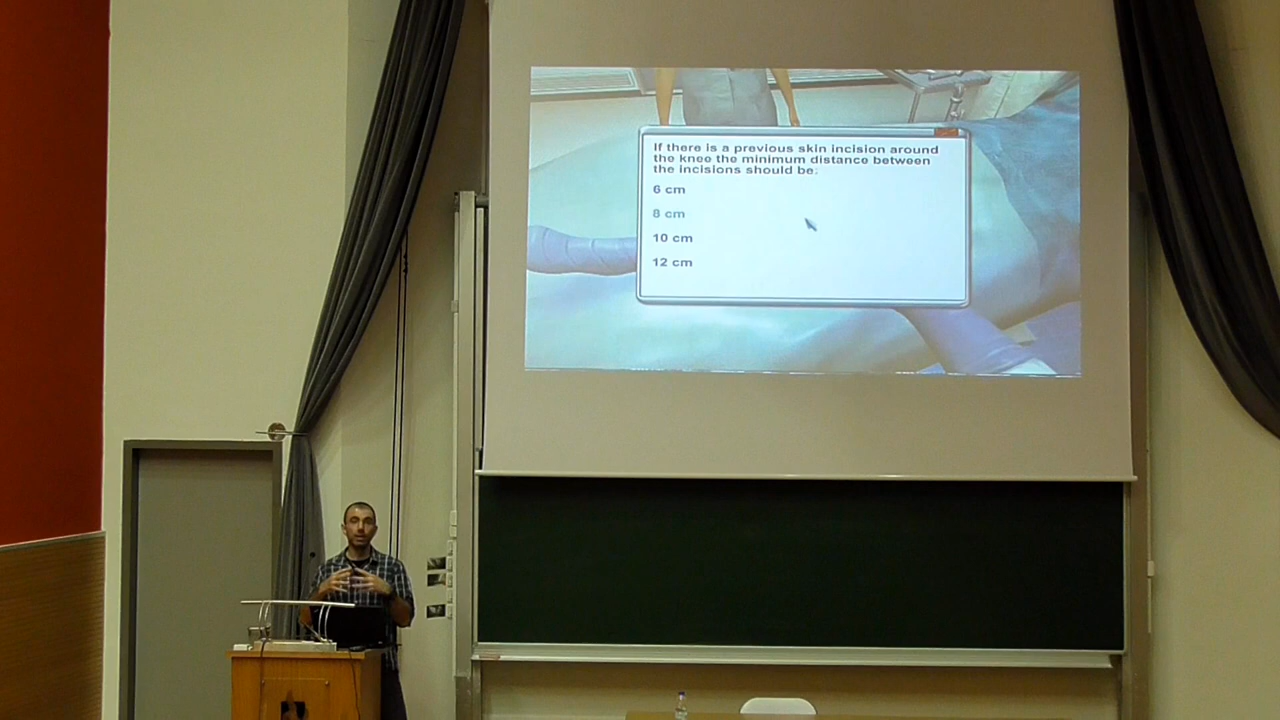 If there is a previous skin incision around
the knee the minimum distance between
the incisions should be:
6 cm
8 cm
10 cm
12 cm